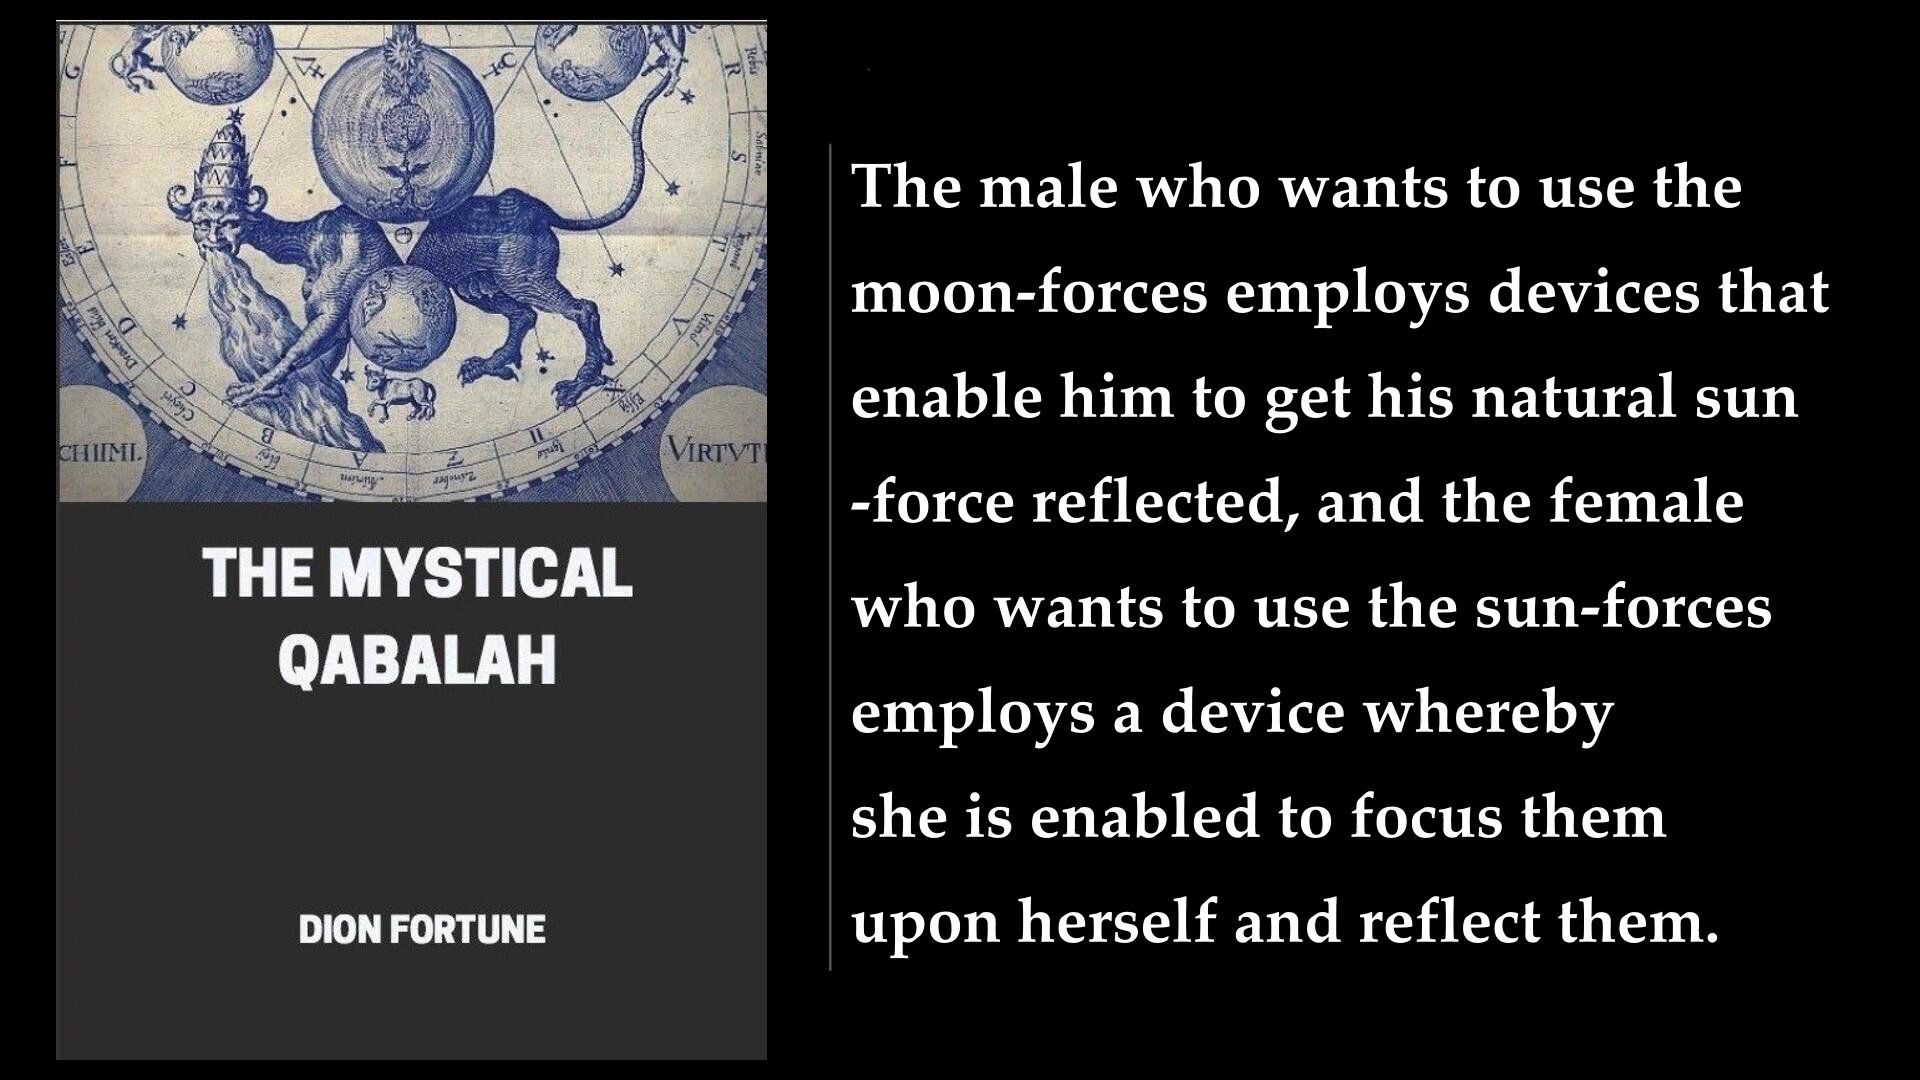 CHIIMI.
VIRTVTI
THE MYSTICAL
QABALAH
DION FORTUNE
The male who wants to use the
moon-forces employs devices that
enable him to get his natural sun
-force reflected, and the female
who wants to use the sun-forces
employs a device whereby
she is enabled to focus them
upon herself and reflect them.